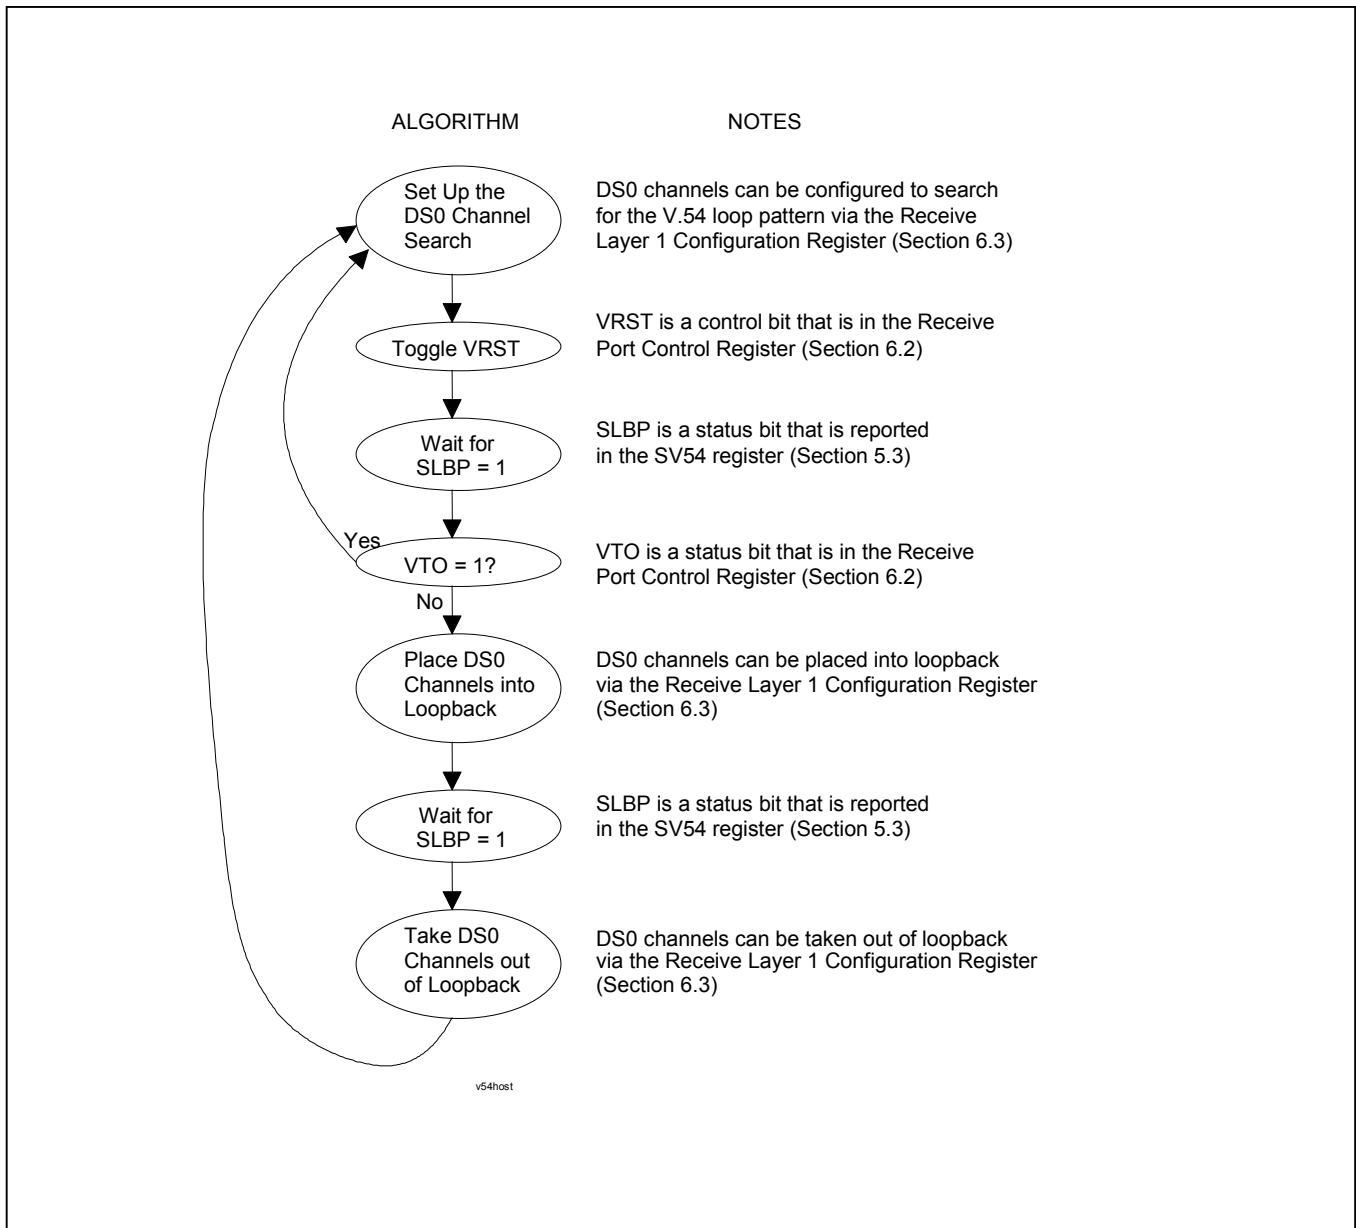 ALGORITHM
NOTES
Set Up the
DS0 Channel
Search
DS0 channels can be configured to search
for the V.54 loop pattern via the Receive
Layer 1 Configuration Register (Section 6.3)
Toggle VRST
VRST is a control bit that is in the Receive
Port Control Register (Section 6.2)
Wait for
SLBP = 1
SLBP is a status bit that is reported
in the SV54 register (Section 5.3)
Yes
VTO = 1?
VTO is a status bit that is in the Receive
Port Control Register (Section 6.2)
No
Place DS0
Channels into
Loopback
DS0 channels can be placed into loopback
via the Receive Layer 1 Configuration Register
(Section 6.3)
Wait for
SLBP = 1
SLBP is a status bit that is reported
in the SV54 register (Section 5.3)
Take DS0
Channels out
of Loopback
DS0 channels can be taken out of loopback
via the Receive Layer 1 Configuration Register
(Section 6.3)
v54host